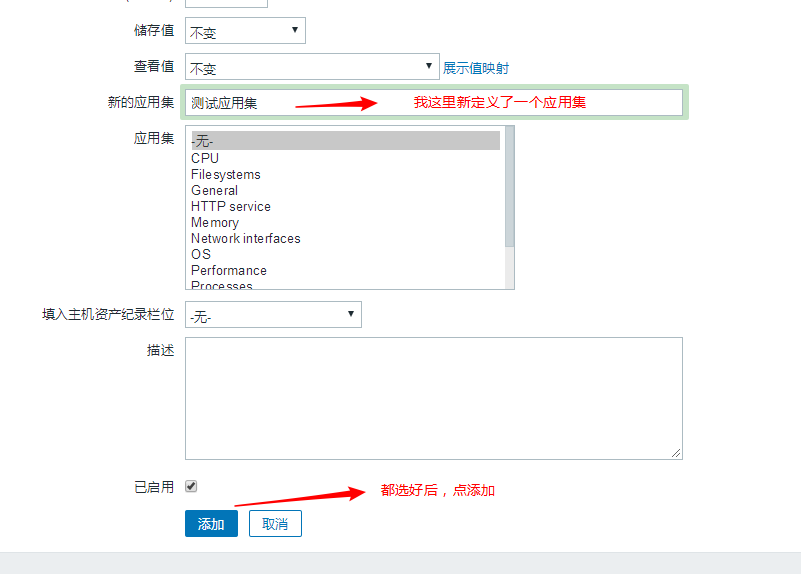 储存值 不变
查看值 不变 展示值映射
新的应用集 测试应用集 我这里新定义了一个应用集
应用集 -无-
CPU
Filesystems
General
HTTP service
Memory
Network interfaces
OS
Performance
Processes
填入主机资产纪录栏位 -无-
描述
已启用 都选好后，点添加
添加 取消